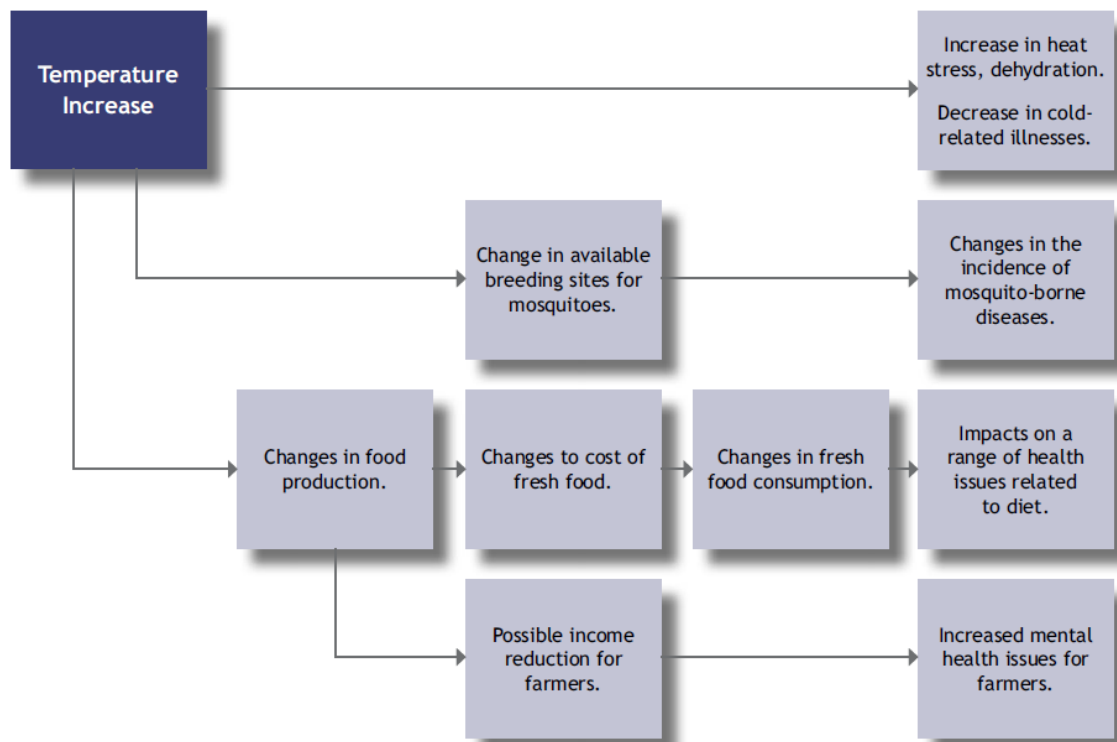 Temperature
Increase
Increase in heat
stress, dehydration.
Decrease in cold-
related illnesses.
Change in available
breeding sites for
mosquitoes.
Changes in the
incidence of
mosquito-borne
diseases.
Changes in food
production.
Changes to cost of
fresh food.
Changes in fresh
food consumption.
Impacts on a
range of health
issues related
to diet.
Possible income
reduction for
farmers.
Increased mental
health issues for
farmers.